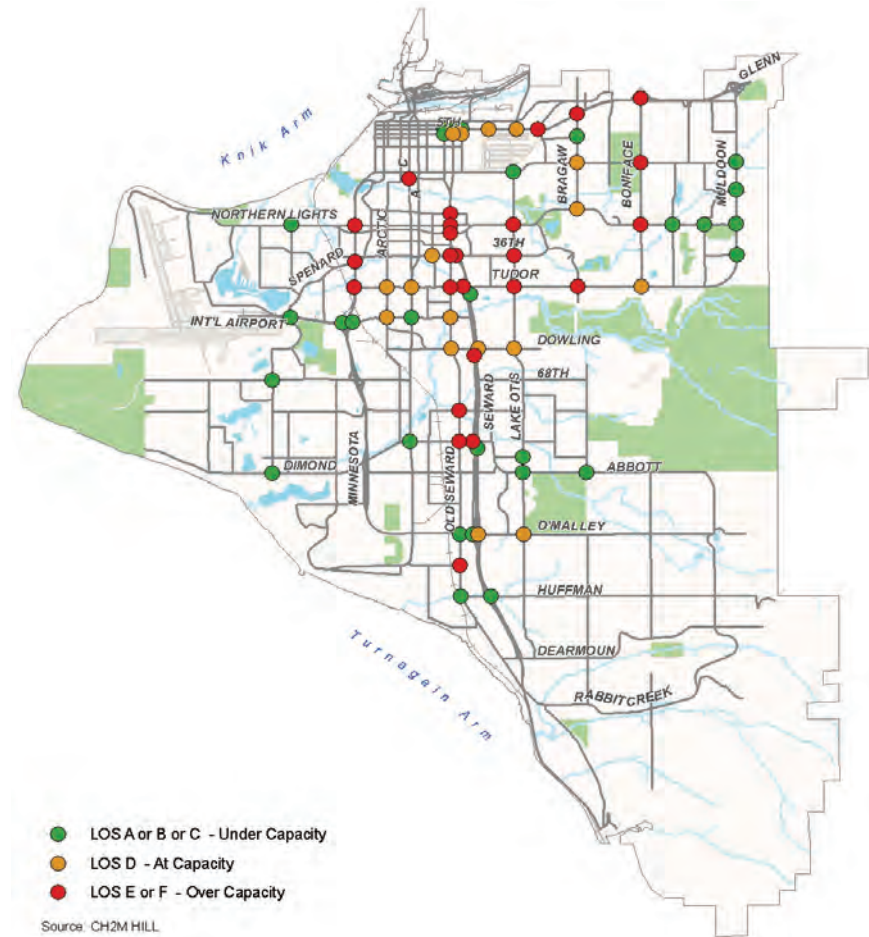 GLENN
5TH
Knik Arm
C
A
BRAGAW
BONIFACE
MULDOON
NORTHERN LIGHTS
ARCTIC
36TH
SPENARD
TUDOR
INT'L AIRPORT
DOWLING
68TH
SEWARD
LAKE OTIS
MINNESOTA
OLD SEWARD
DIMOND
ABBOTT
O'MALLEY
HUFFMAN
DEARMOUN
RABBITCREEK
Turnagain Arm
LOS A or B or C - Under Capacity
LOS D - At Capacity
LOS E or F - Over Capacity
Source: CH2M HILL